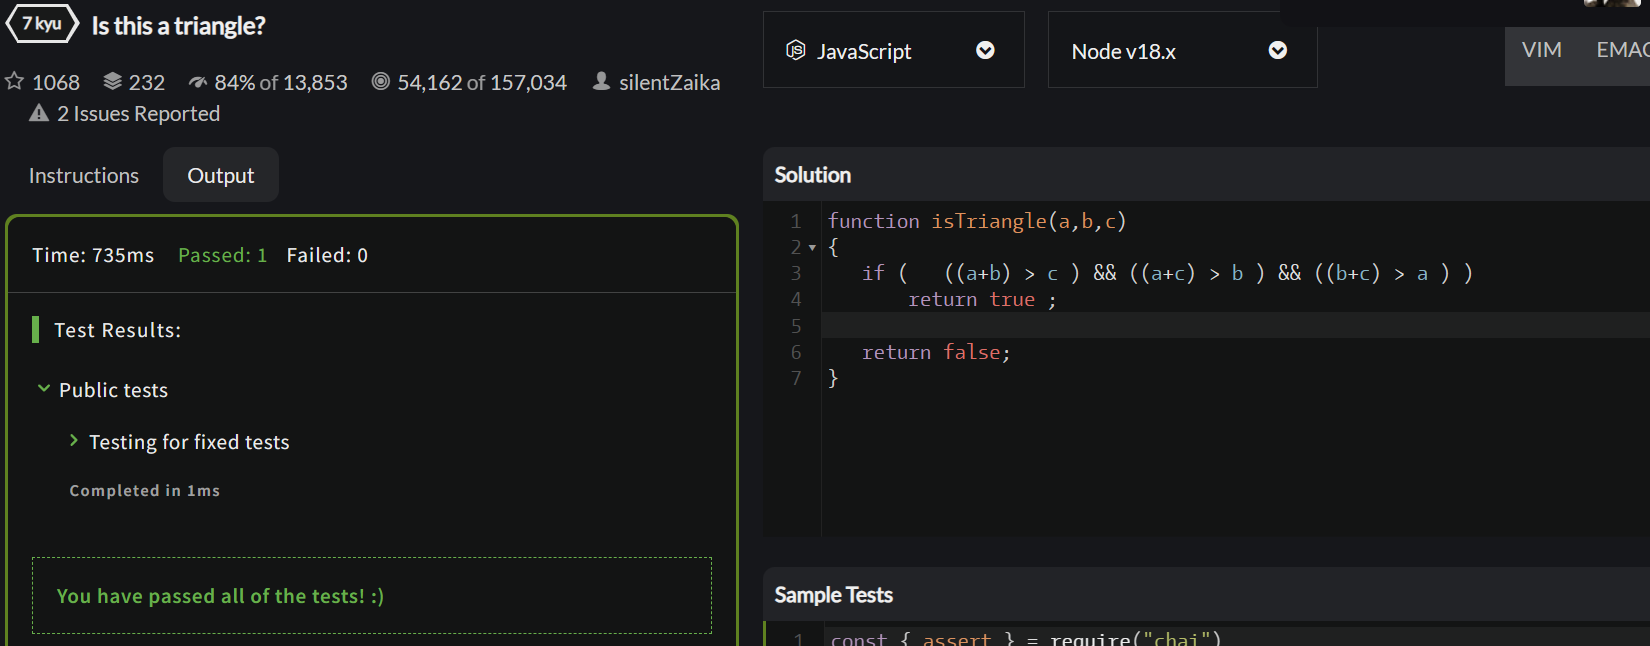 7 kyu Is this a triangle?
1068 232 84% of 13,853 54,162 of 157,034 silentZaika
2 Issues Reported
Instructions Output
Time: 735ms Passed: 1 Failed: 0
Test Results:
Public tests
Testing for fixed tests
Completed in 1ms
You have passed all of the tests! :)
JS JavaScript Node v18.x
VIM EMAC
Solution
1 function isTriangle(a,b,c)
2 {
3 if ( ((a+b) > c ) && ((a+c) > b ) && ((b+c) > a ) )
4 return true ;
5
6 return false;
7 }
Sample Tests
1 const { assert } = require("chai")